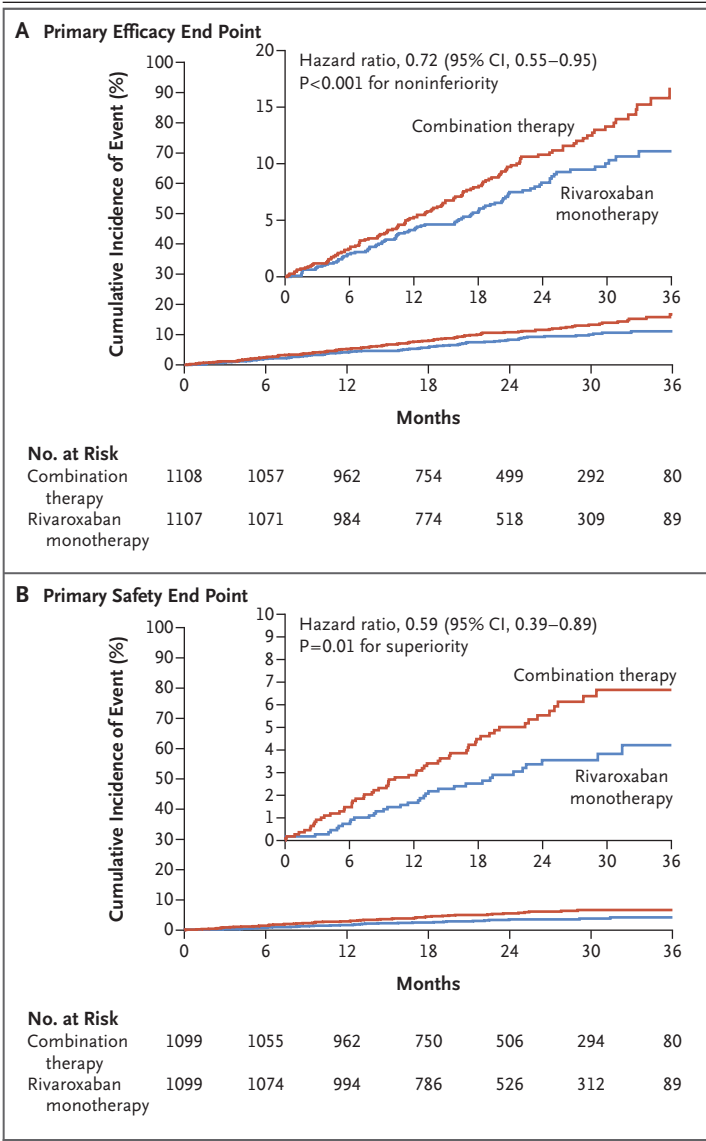 A Primary Efficacy End Point
Cumulative Incidence of Event (%)
100
90
80
70
60
50
40
30
20
10
0
0 6 12 18 24 30 36
Months
20
15
10
5
0
0 6 12 18 24 30 36
Hazard ratio, 0.72 (95% CI, 0.55–0.95)
P<0.001 for noninferiority
Combination therapy
Rivaroxaban
monotherapy
No. at Risk
Combination 1108 1057 962 754 499 292 80
therapy
Rivaroxaban 1107 1071 984 774 518 309 89
monotherapy
B Primary Safety End Point
Cumulative Incidence of Event (%)
100
90
80
70
60
50
40
30
20
10
0
0 6 12 18 24 30 36
Months
10
9
8
7
6
5
4
3
2
1
0
0 6 12 18 24 30 36
Hazard ratio, 0.59 (95% CI, 0.39–0.89)
P=0.01 for superiority
Combination therapy
Rivaroxaban
monotherapy
No. at Risk
Combination 1099 1055 962 750 506 294 80
therapy
Rivaroxaban 1099 1074 994 786 526 312 89
monotherapy